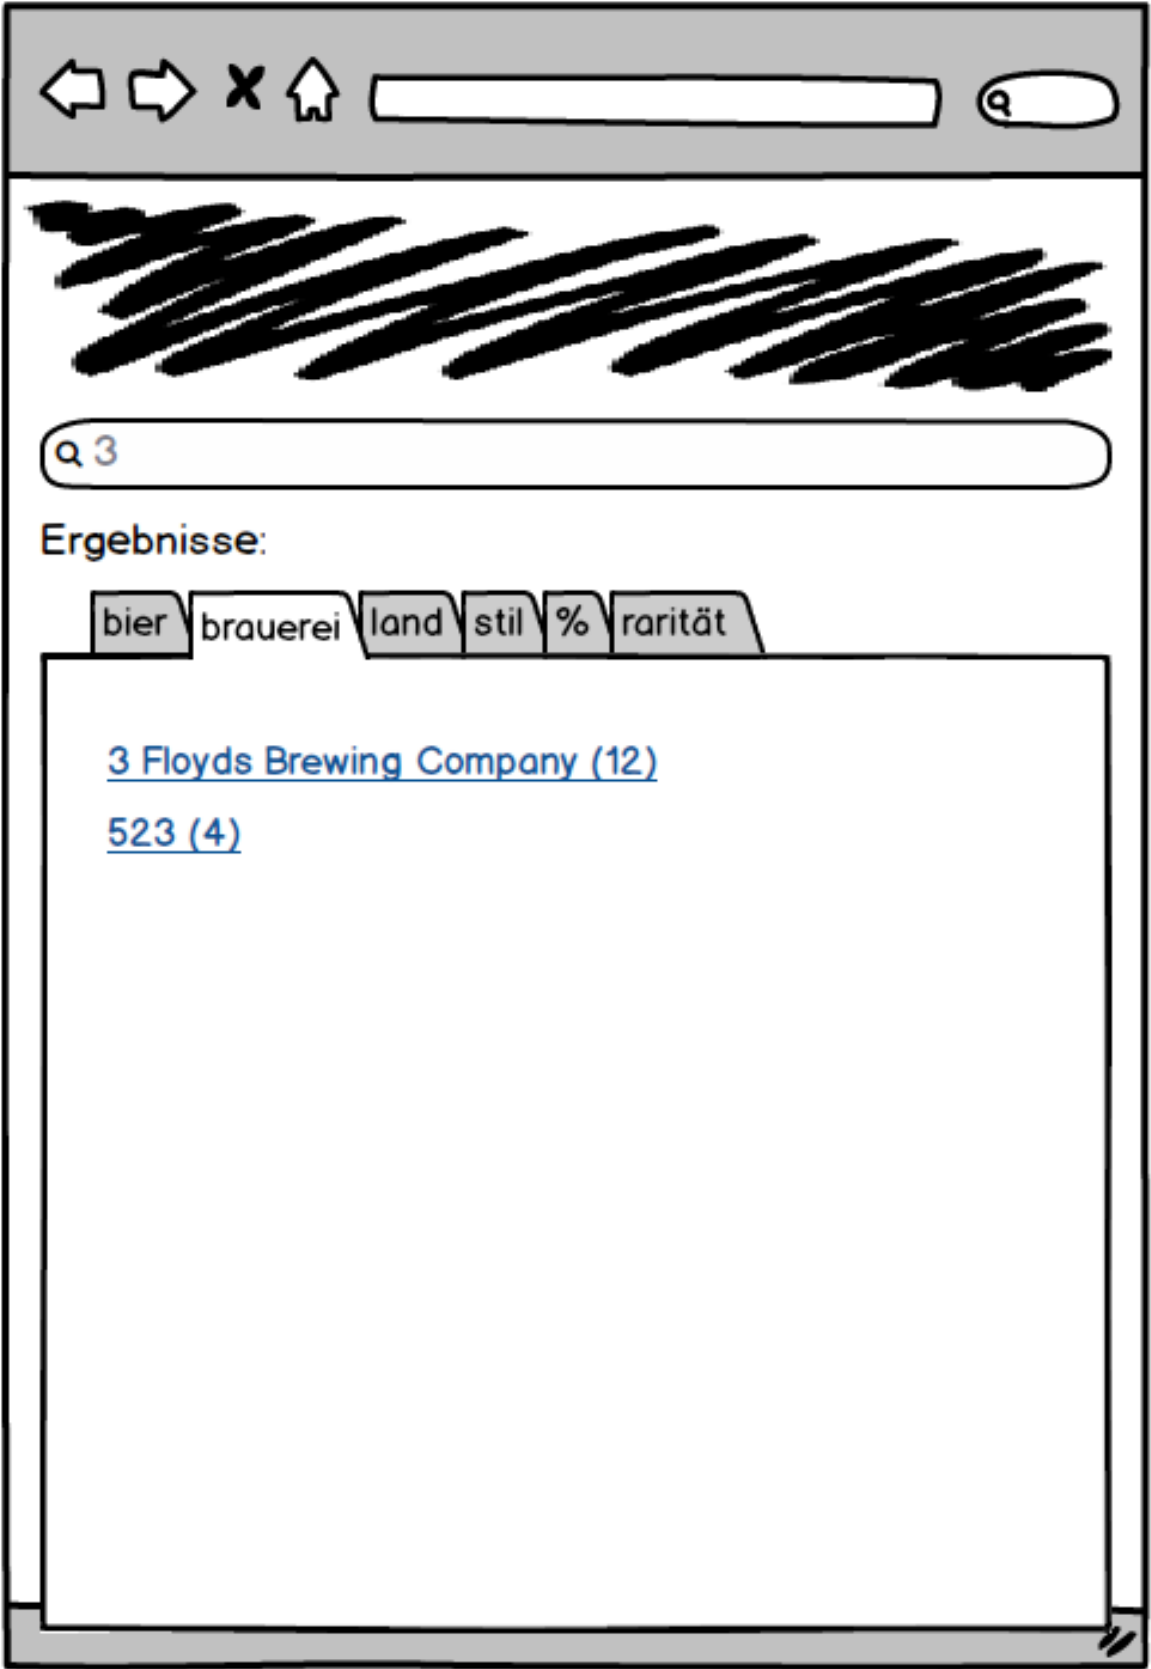 3
Ergebnisse:
bier brauerei land stil % rarität
3 Floyds Brewing Company (12)
523 (4)